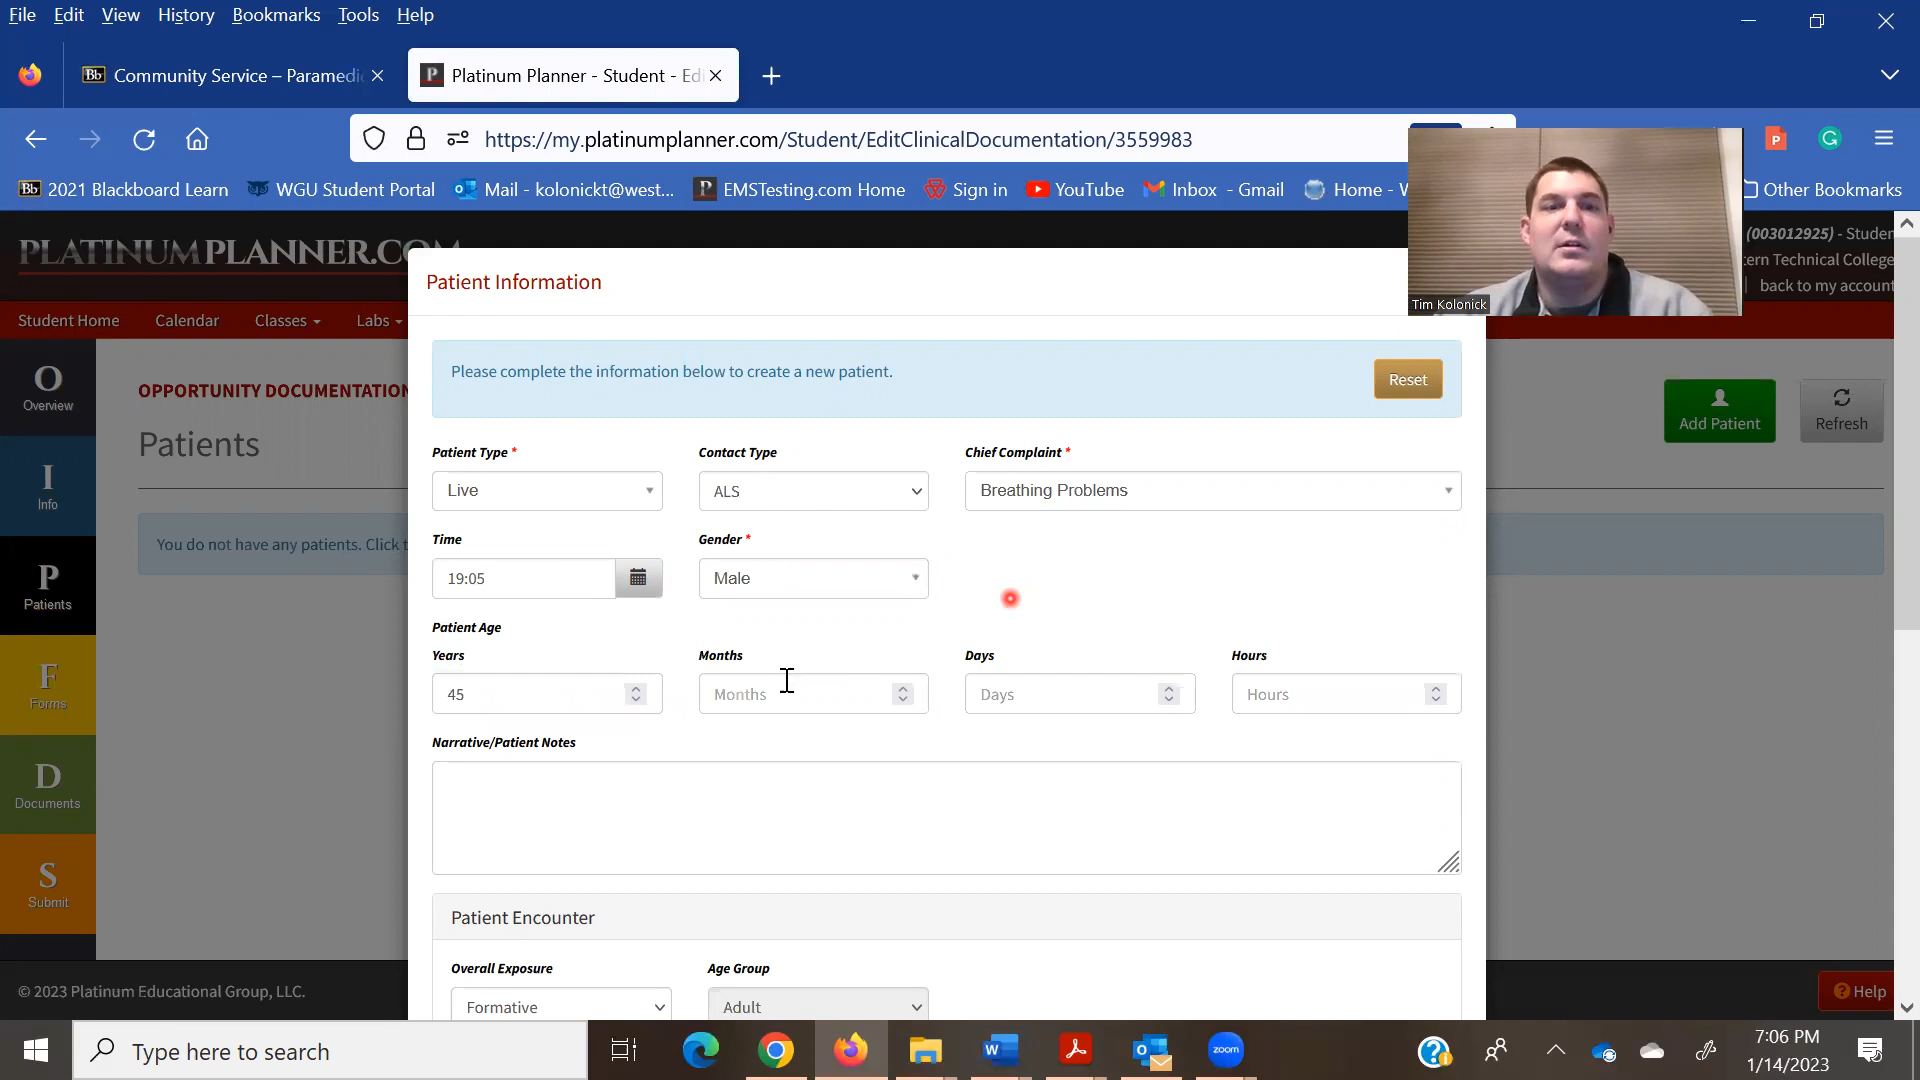 File Edit View History Bookmarks Tools Help
Bb Community Service – Paramedi
P Platinum Planner - Student - Edi
https://my.platinumplanner.com/Student/EditClinicalDocumentation/3559983
Bb 2021 Blackboard Learn WGU Student Portal Mail - kolonickt@west... P EMSTesting.com Home Sign in YouTube Inbox - Gmail Home - W Other Bookmarks
PLATINUMPLANNER.CO
(003012925) - Studen
tern Technical College
back to my account
Student Home Calendar Classes Labs
Tim Kolonick
Patient Information
Please complete the information below to create a new patient.
Reset
O
Overview
I
Info
P
Patients
F
Forms
D
Documents
S
Submit
OPPORTUNITY DOCUMENTATION
Patients
You do not have any patients. Click t
Add Patient
Refresh
Patient Type * Contact Type Chief Complaint *
Live ALS Breathing Problems
Time Gender *
19:05 Male
Patient Age
Years Months Days Hours
45 Months Days Hours
Narrative/Patient Notes
Patient Encounter
Overall Exposure Age Group
Formative Adult
© 2023 Platinum Educational Group, LLC.
Help
Type here to search
zoom
7:06 PM
1/14/2023